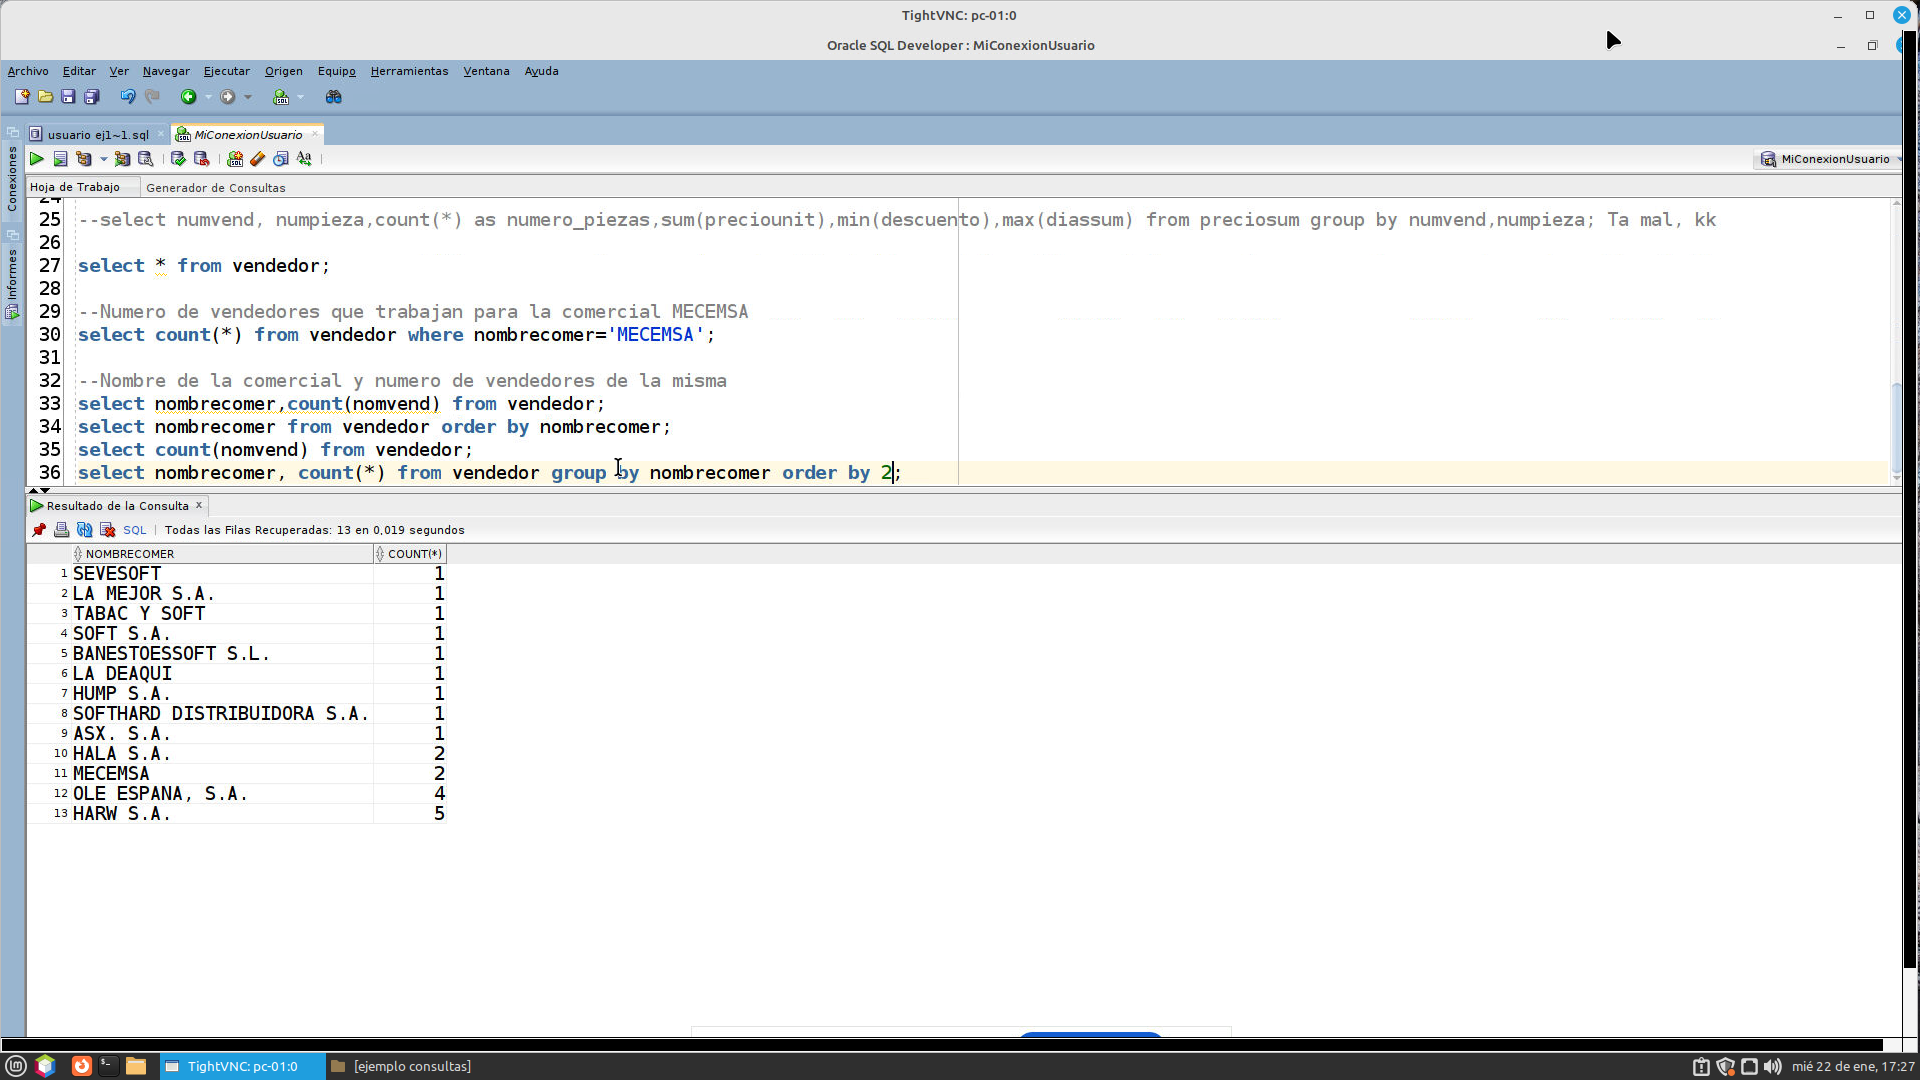 TightVNC: pc-01:0
Oracle SQL Developer : MiConexionUsuario
Archivo Editar Ver Navegar Ejecutar Origen Equipo Herramientas Ventana Ayuda
usuario ej1~1.sql MiConexionUsuario
MiConexionUsuario
Hoja de Trabajo Generador de Consultas
Conexiones
Informes
24
25 --select numvend, numpieza,count(*) as numero_piezas,sum(preciounit),min(descuento),max(diassum) from preciosum group by numvend,numpieza; Ta mal, kk
26
27 select * from vendedor;
28
29 --Numero de vendedores que trabajan para la comercial MECEMSA
30 select count(*) from vendedor where nombrecomer='MECEMSA';
31
32 --Nombre de la comercial y numero de vendedores de la misma
33 select nombrecomer,count(nomvend) from vendedor;
34 select nombrecomer from vendedor order by nombrecomer;
35 select count(nomvend) from vendedor;
36 select nombrecomer, count(*) from vendedor group by nombrecomer order by 2;
Resultado de la Consulta
SQL Todas las Filas Recuperadas: 13 en 0,019 segundos
NOMBRECOMER COUNT(*)
1 SEVESOFT 1
2 LA MEJOR S.A. 1
3 TABAC Y SOFT 1
4 SOFT S.A. 1
5 BANESTOESSOFT S.L. 1
6 LA DEAQUI 1
7 HUMP S.A. 1
8 SOFTHARD DISTRIBUIDORA S.A. 1
9 ASX. S.A. 1
10 HALA S.A. 2
11 MECEMSA 2
12 OLE ESPANA, S.A. 4
13 HARW S.A. 5
TightVNC: pc-01:0 [ejemplo consultas] mié 22 de ene, 17:27